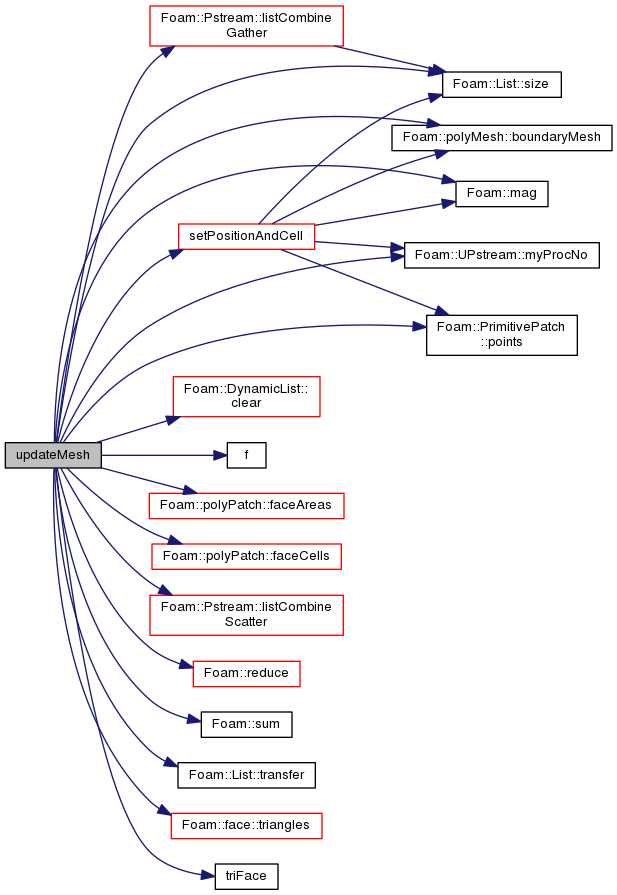 Foam::Pstream::listCombine
Gather
Foam::List::size
Foam::polyMesh::boundaryMesh
Foam::mag
setPositionAndCell
Foam::UPstream::myProcNo
Foam::PrimitivePatch
::points
Foam::DynamicList::
clear
updateMesh
f
Foam::polyPatch::faceAreas
Foam::polyPatch::faceCells
Foam::Pstream::listCombine
Scatter
Foam::reduce
Foam::sum
Foam::List::transfer
Foam::face::triangles
triFace